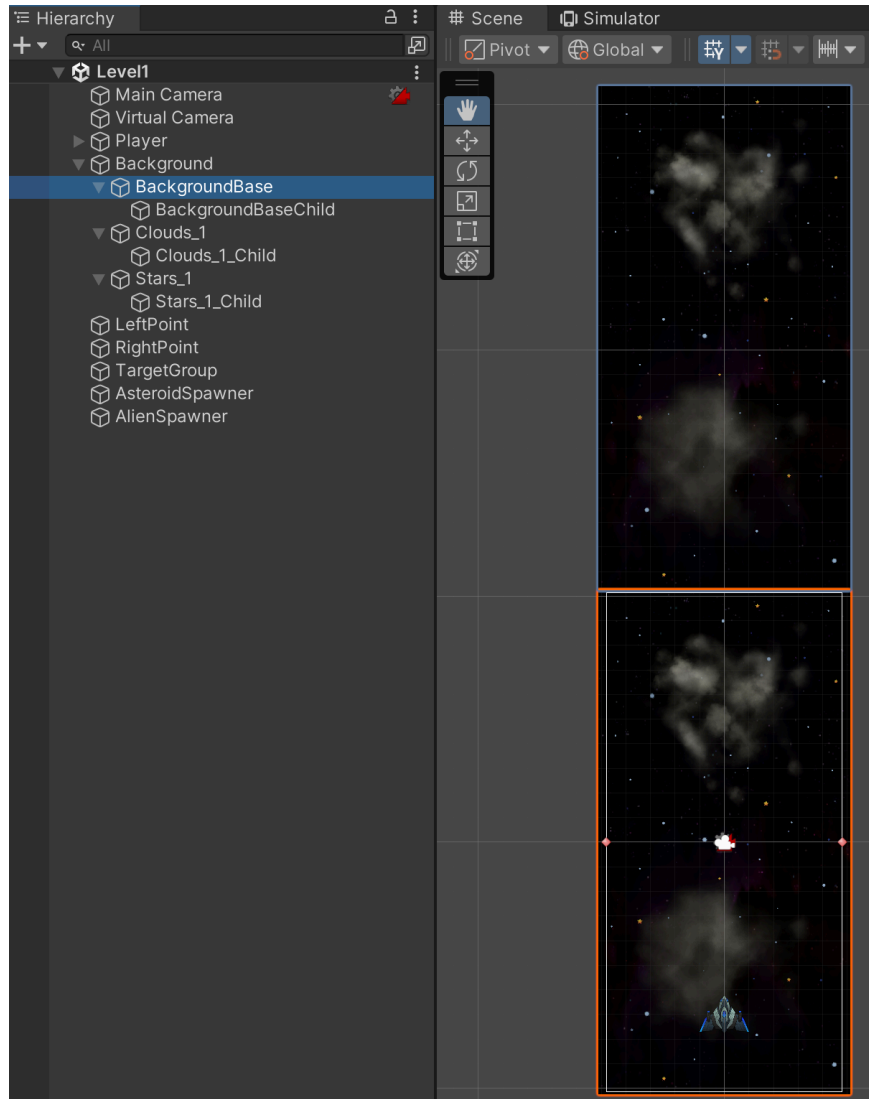 Hierarchy
All
Level1
Main Camera
Virtual Camera
Player
Background
BackgroundBase
BackgroundBaseChild
Clouds_1
Clouds_1_Child
Stars_1
Stars_1_Child
LeftPoint
RightPoint
TargetGroup
AsteroidSpawner
AlienSpawner
Scene
Simulator
Pivot
Global
Y